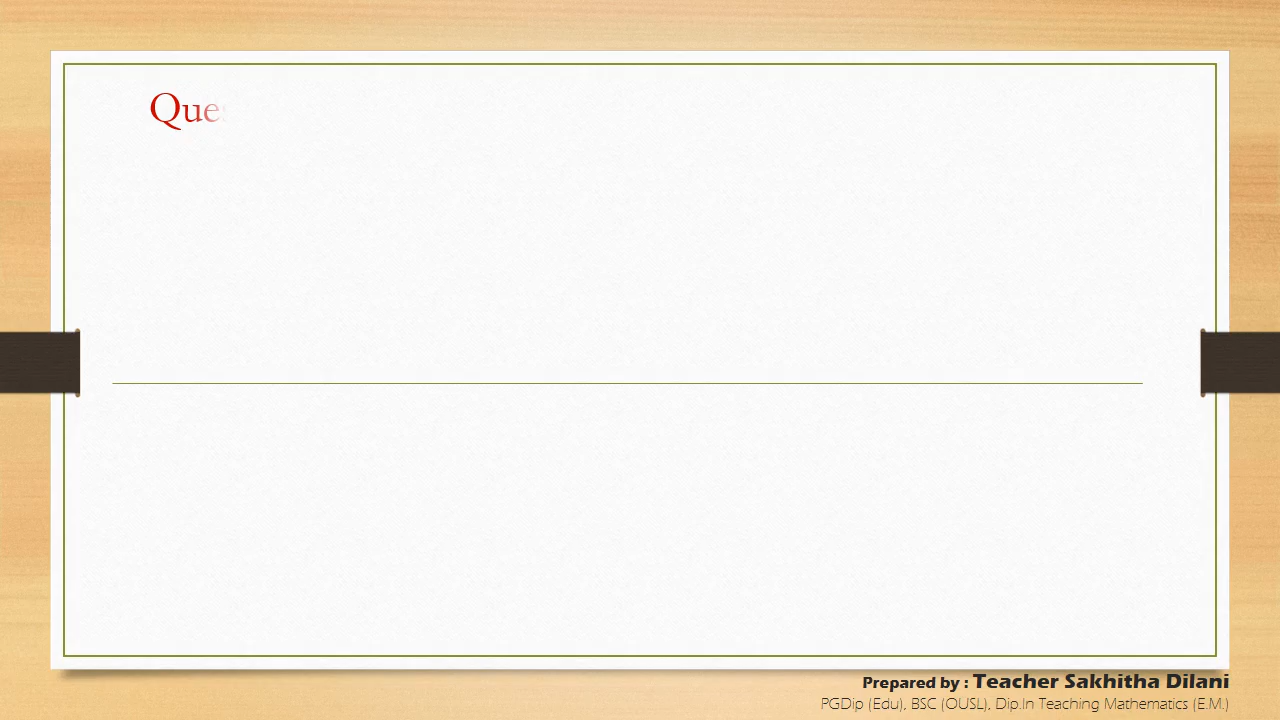 Que
Prepared by : Teacher Sakhitha Dilani
PGDip (Edu), BSC (OUSL), Dip.In Teaching Mathematics (E.M.)